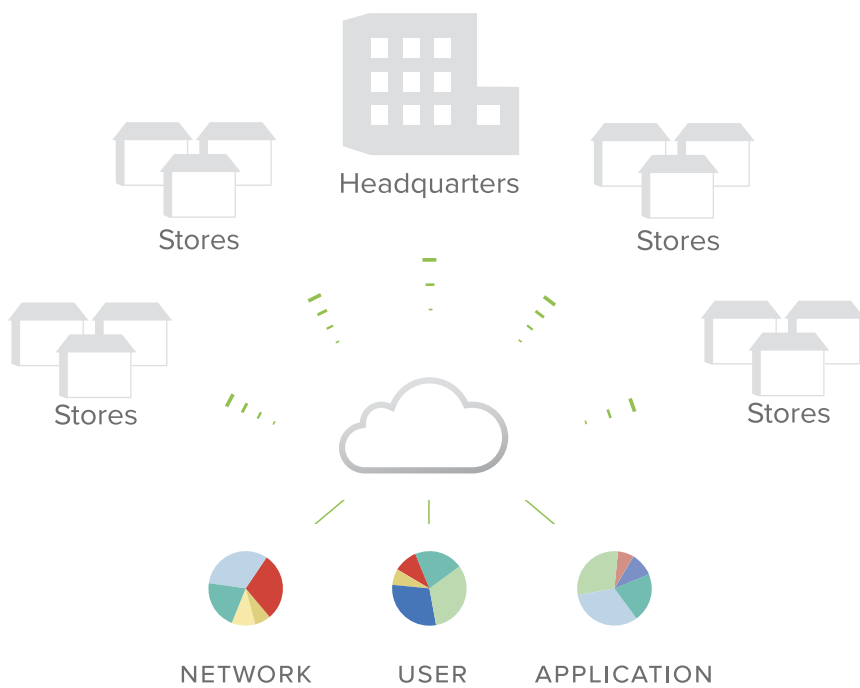 Headquarters
Stores
Stores
Stores
Stores
NETWORK
USER
APPLICATION